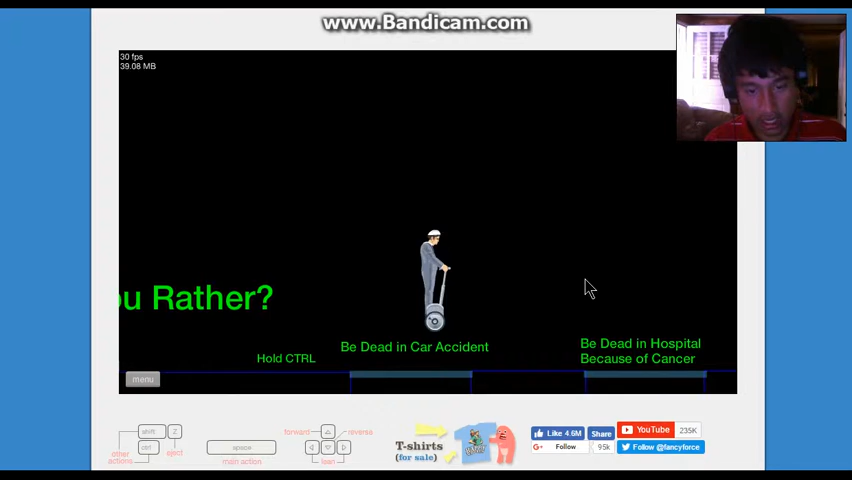 www.Bandicam.com
30 fps
39.08 MB
ou Rather?
Hold CTRL
Be Dead in Car Accident
Be Dead in Hospital
Because of Cancer
menu
shift
Z
ctrl
eject
other
actions
space
main action
forward
reverse
lean
T-shirts
(for sale)
Like 4.6M
Share
YouTube
235K
Follow
95k
Follow @fancyforce